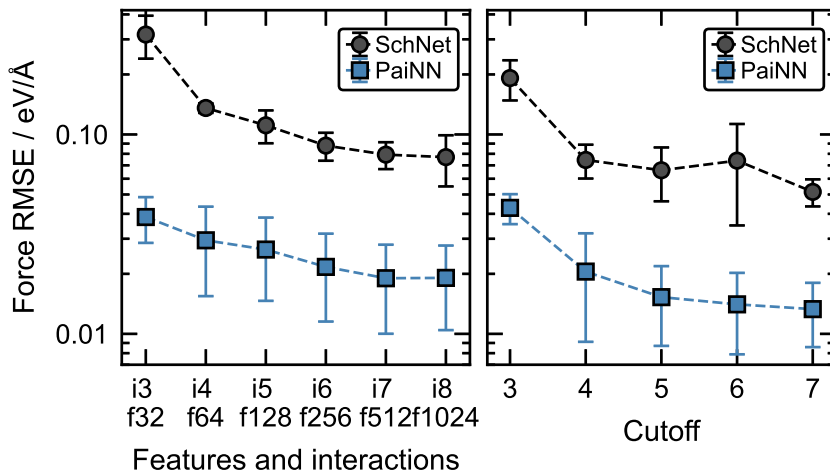 Force RMSE / eV/Å
0.10
0.01
SchNet
PaiNN
i3 i4 i5 i6 i7 i8
f32 f64 f128 f256 f512 f1024
Features and interactions
SchNet
PaiNN
3 4 5 6 7
Cutoff